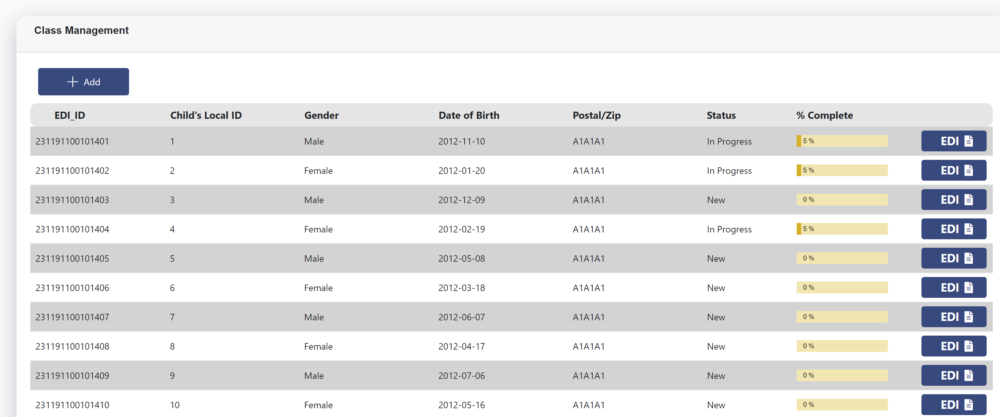 Class Management
Add
EDI_ID Child's Local ID Gender Date of Birth Postal/Zip Status % Complete
231191100101401 1 Male 2012-11-10 A1A1A1 In Progress 5 % EDI
231191100101402 2 Female 2012-01-20 A1A1A1 In Progress 5 % EDI
231191100101403 3 Male 2012-12-09 A1A1A1 New 0 % EDI
231191100101404 4 Female 2012-02-19 A1A1A1 In Progress 5 % EDI
231191100101405 5 Male 2012-05-08 A1A1A1 New 0 % EDI
231191100101406 6 Female 2012-03-18 A1A1A1 New 0 % EDI
231191100101407 7 Male 2012-06-07 A1A1A1 New 0 % EDI
231191100101408 8 Female 2012-04-17 A1A1A1 New 0 % EDI
231191100101409 9 Male 2012-07-06 A1A1A1 New 0 % EDI
231191100101410 10 Female 2012-05-16 A1A1A1 New 0 % EDI